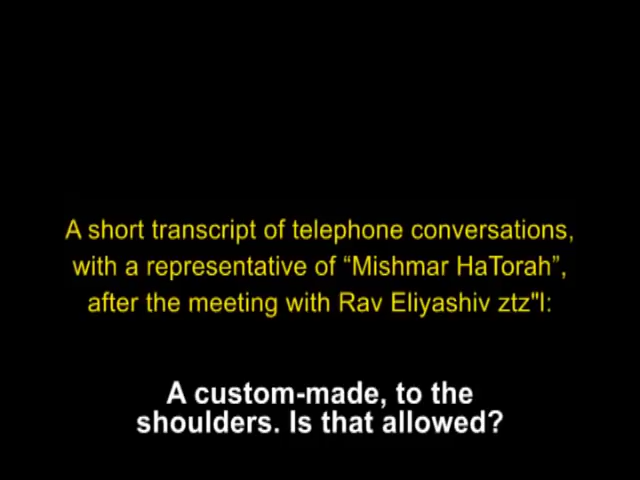 A short transcript of telephone conversations,
with a representative of “Mishmar HaTorah”,
after the meeting with Rav Eliyashiv ztz"l:
A custom-made, to the
shoulders. Is that allowed?